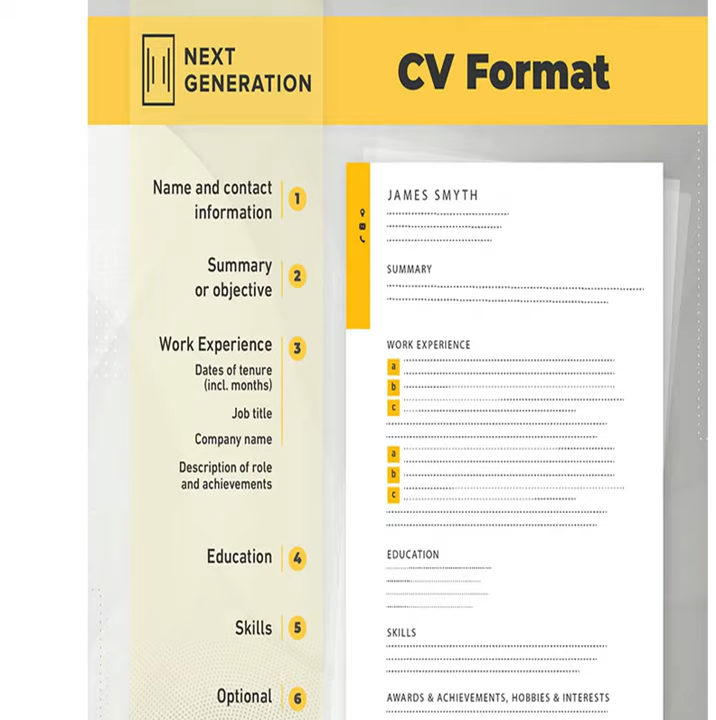 NEXT
GENERATION
CV Format
Name and contact
information
1
Summary
or objective
2
Work Experience
3
Dates of tenure
(incl. months)
Job title
Company name
Description of role
and achievements
Education
4
Skills
5
Optional
6
JAMES SMYTH
SUMMARY
WORK EXPERIENCE
a
b
c
a
b
c
EDUCATION
SKILLS
AWARDS & ACHIEVEMENTS, HOBBIES & INTERESTS